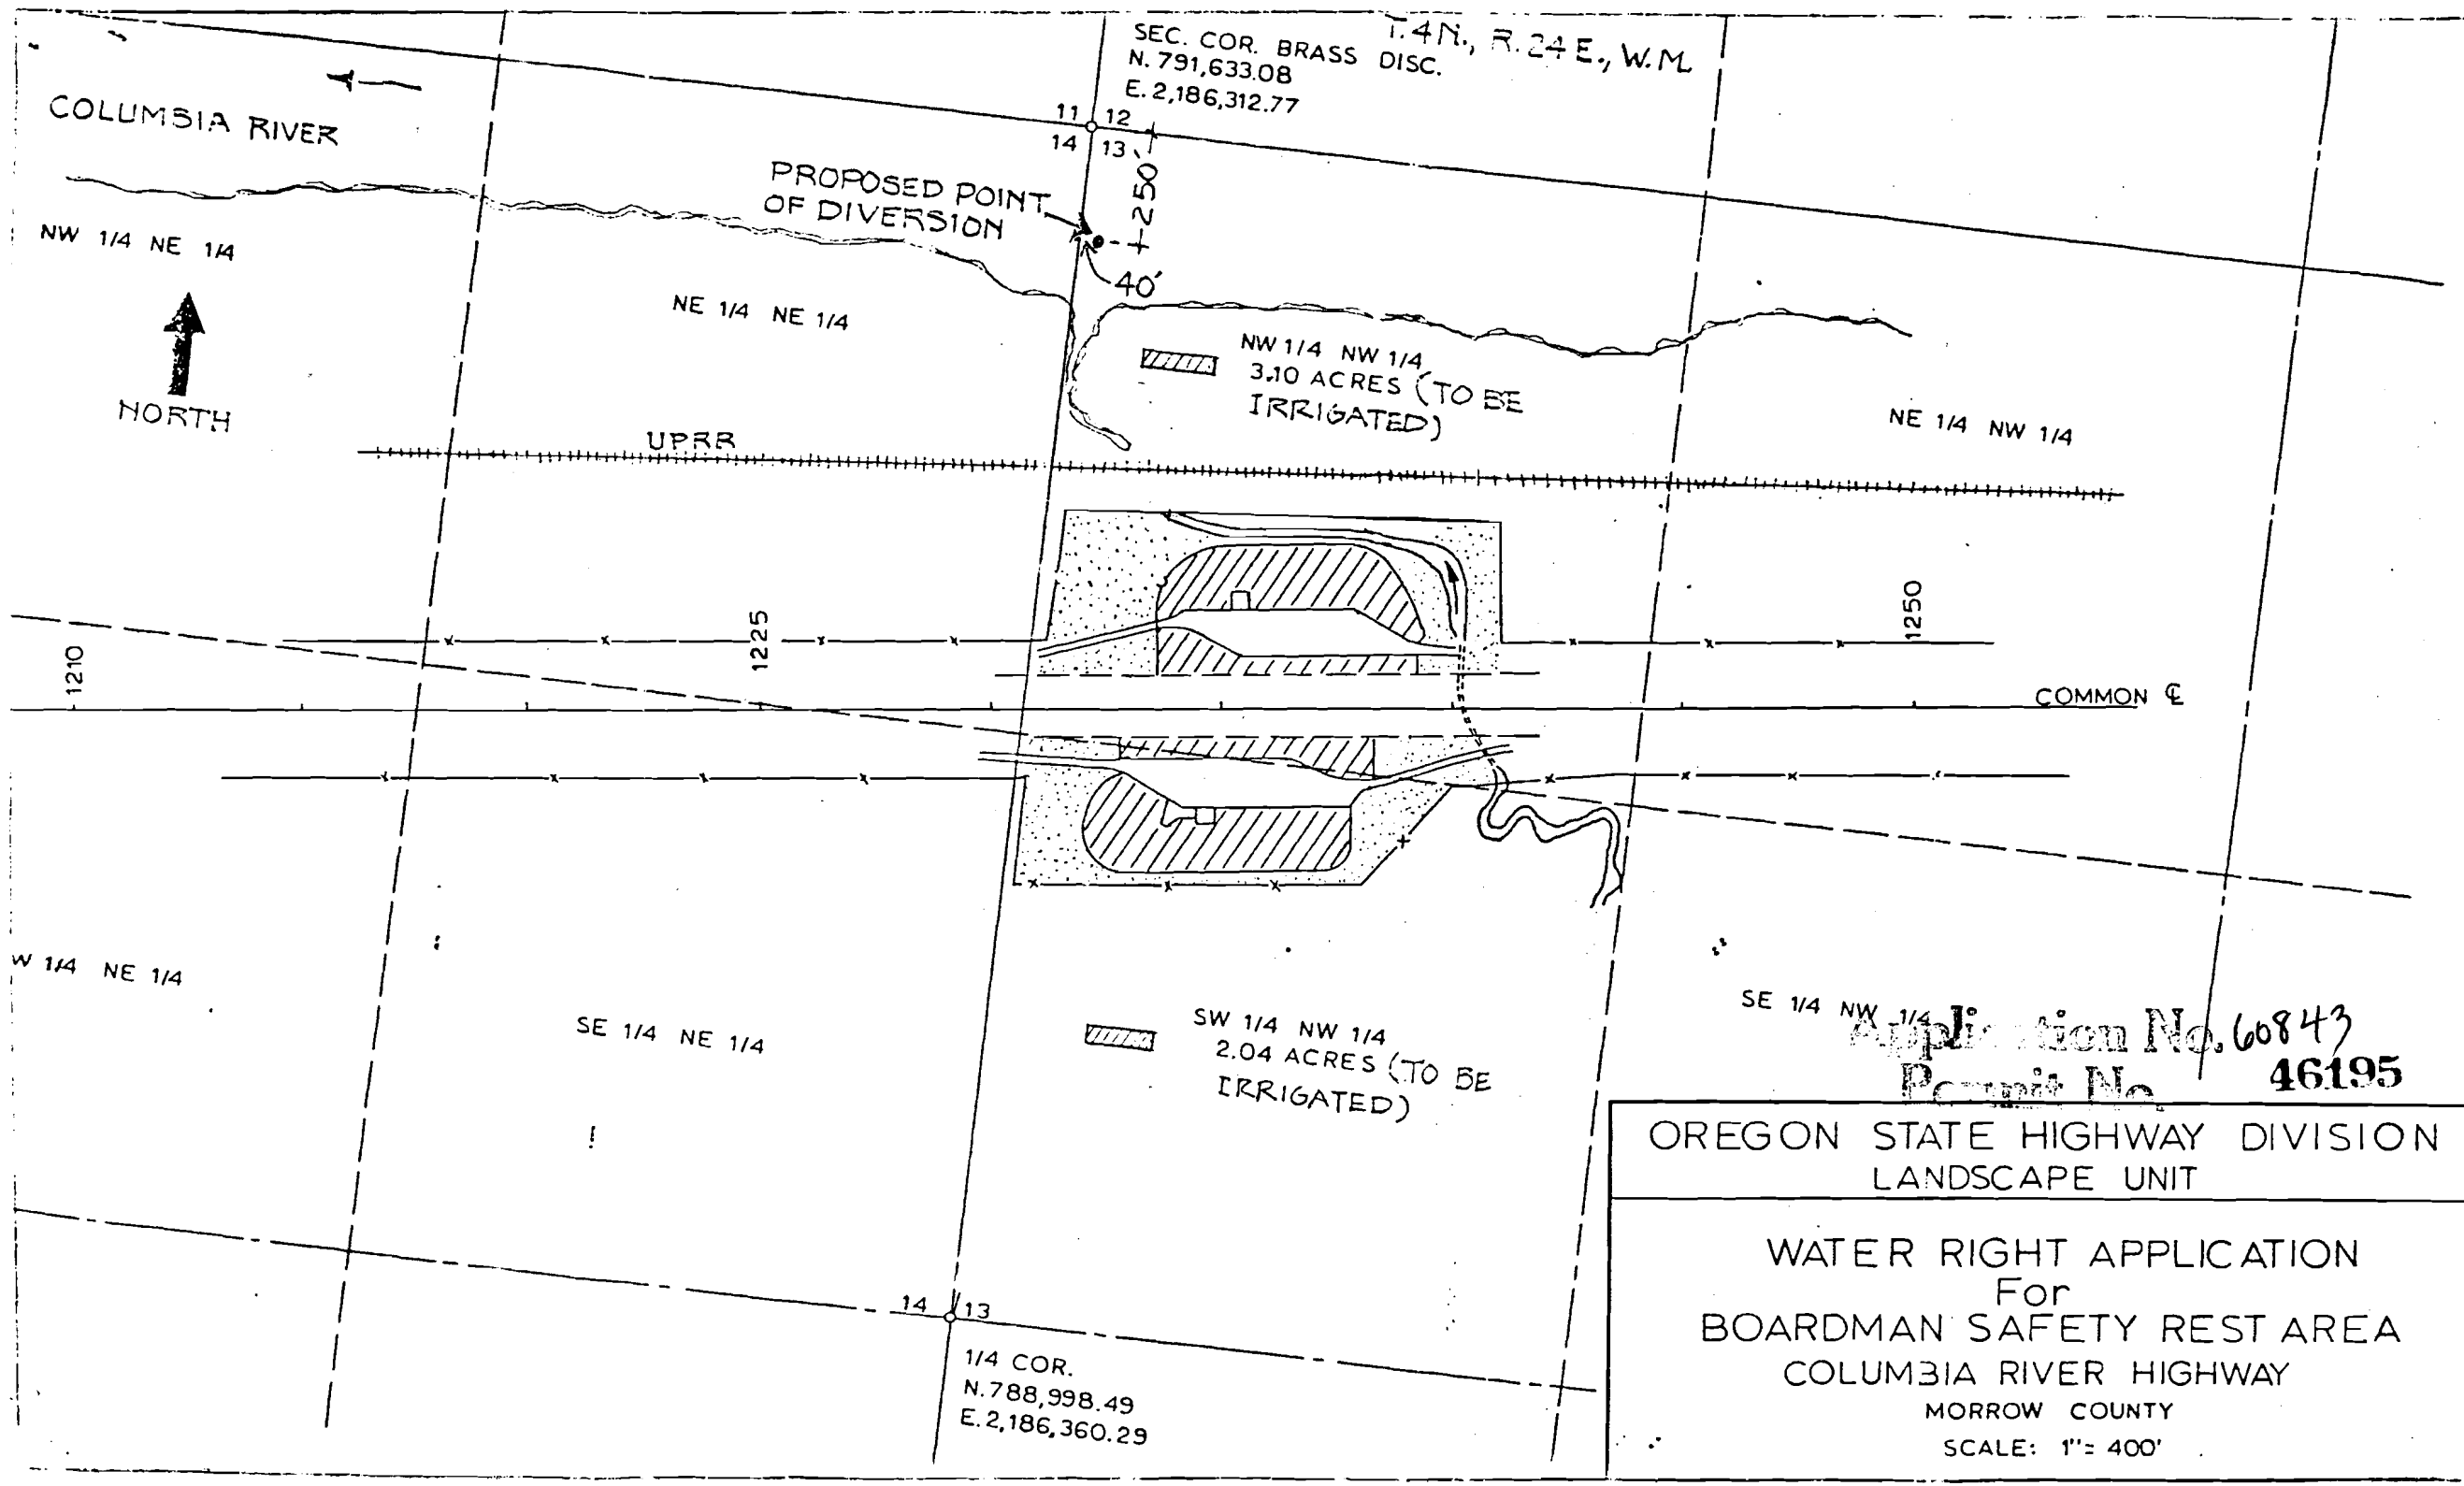 T.4N., R.24E., W.M.
SEC. COR. BRASS DISC.
N. 791,633.08
E. 2,186,312.77
11 12
14 13
COLUMBIA RIVER
PROPOSED POINT
OF DIVERSION
250'
40'
NW 1/4 NE 1/4
NE 1/4 NE 1/4
NW 1/4 NW 1/4
3.10 ACRES (TO BE
IRRIGATED)
NE 1/4 NW 1/4
NORTH
UPRR
1210
1225
1250
COMMON ℄
W 1/4 NE 1/4
SE 1/4 NE 1/4
SW 1/4 NW 1/4
2.04 ACRES (TO BE
IRRIGATED)
SE 1/4 NW 1/4
Application No. 60843
Permit No. 46195
14 13
1/4 COR.
N. 788,998.49
E. 2,186,360.29
OREGON STATE HIGHWAY DIVISION
LANDSCAPE UNIT
WATER RIGHT APPLICATION
For
BOARDMAN SAFETY REST AREA
COLUMBIA RIVER HIGHWAY
MORROW COUNTY
SCALE: 1"= 400'